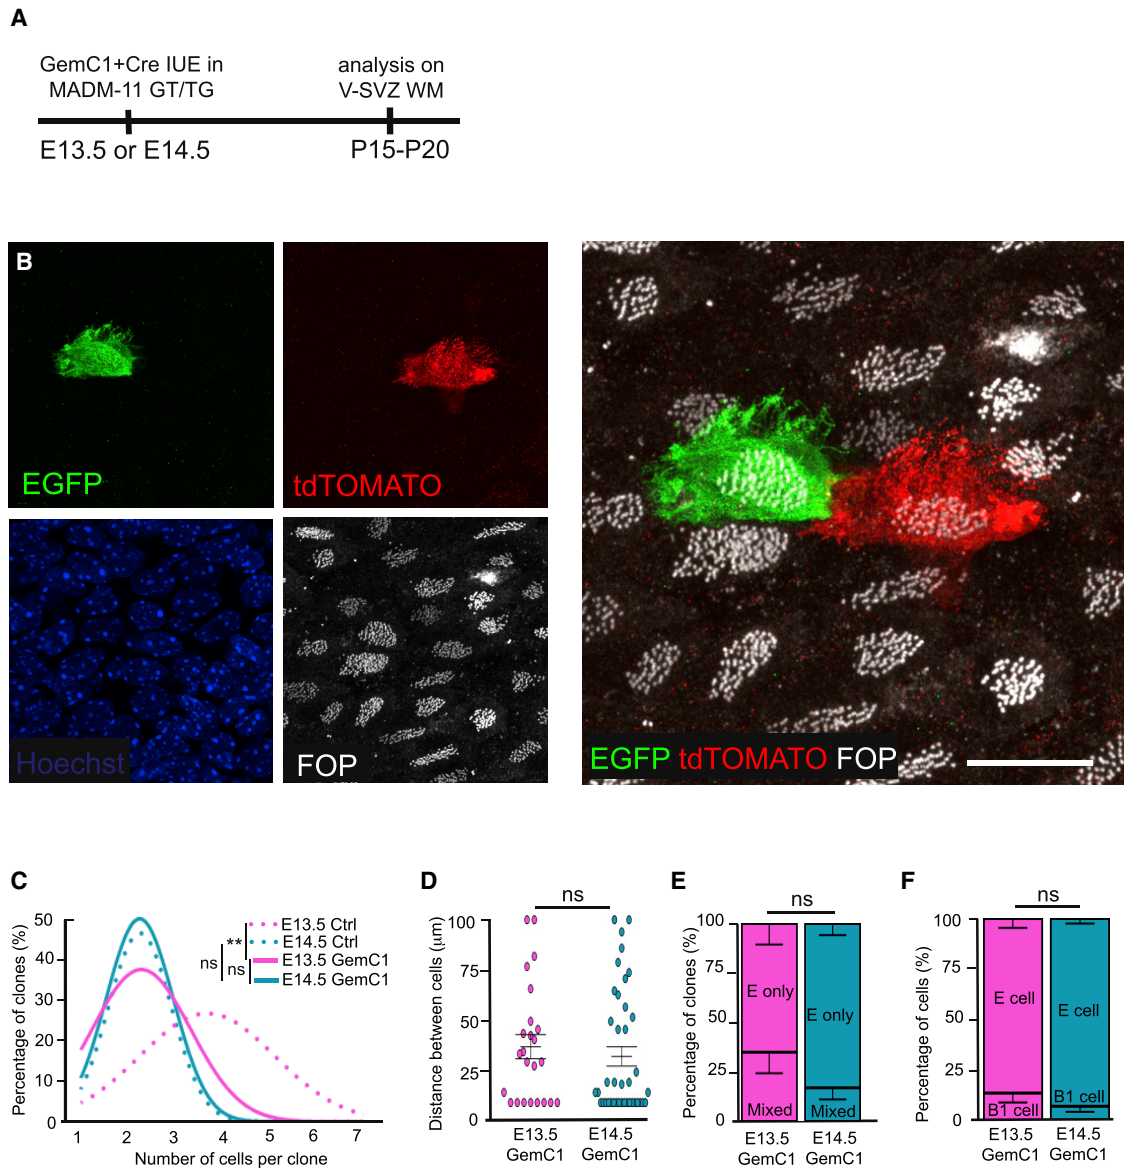 A
GemC1+Cre IUE in
MADM-11 GT/TG
analysis on
V-SVZ WM
E13.5 or E14.5
P15-P20
B
EGFP
tdTOMATO
Hoechst
FOP
EGFP tdTOMATO FOP
C
Percentage of clones (%)
50
40
30
20
10
0
1 2 3 4 5 6 7
Number of cells per clone
E13.5 Ctrl
E14.5 Ctrl
E13.5 GemC1
E14.5 GemC1
**
ns
ns
D
ns
Distance between cells (µm)
100
75
50
25
0
E13.5
GemC1
E14.5
GemC1
E
ns
Percentage of clones (%)
100
75
50
25
0
E only
E only
Mixed
Mixed
E13.5
GemC1
E14.5
GemC1
F
ns
Percentage of cells (%)
100
75
50
25
0
E cell
E cell
B1 cell
B1 cell
E13.5
GemC1
E14.5
GemC1